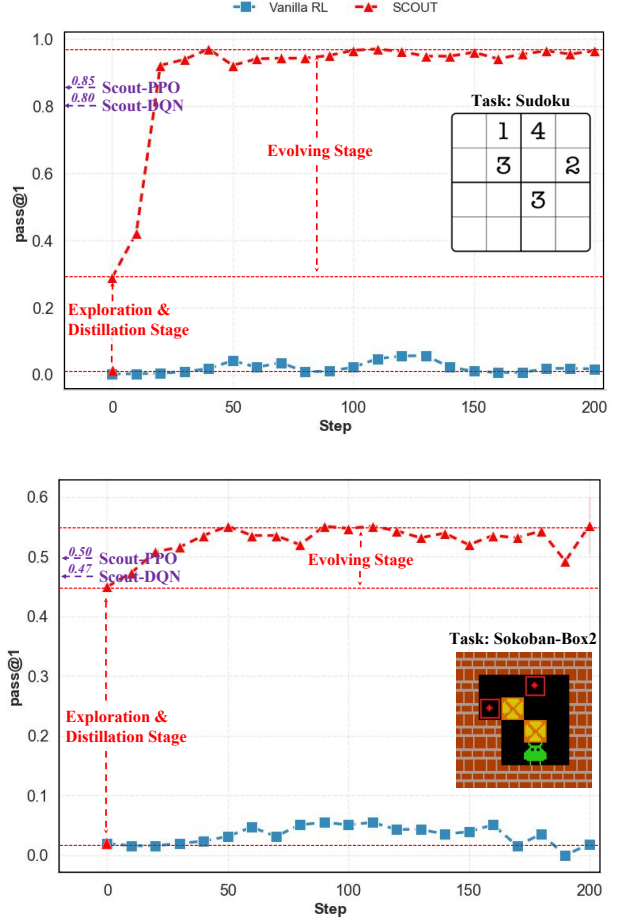 Vanilla RL SCOUT
1.0
0.8
0.6
0.4
0.2
0.0
pass@1
0.85 Scout-PPO
0.80 Scout-DQN
Evolving Stage
Exploration &
Distillation Stage
Task: Sudoku
1 4
3 2
3
0 50 100 150 200
Step
0.6
0.5
0.4
0.3
0.2
0.1
0.0
pass@1
0.50 Scout-PPO
0.47 Scout-DQN
Evolving Stage
Exploration &
Distillation Stage
Task: Sokoban-Box2
0 50 100 150 200
Step